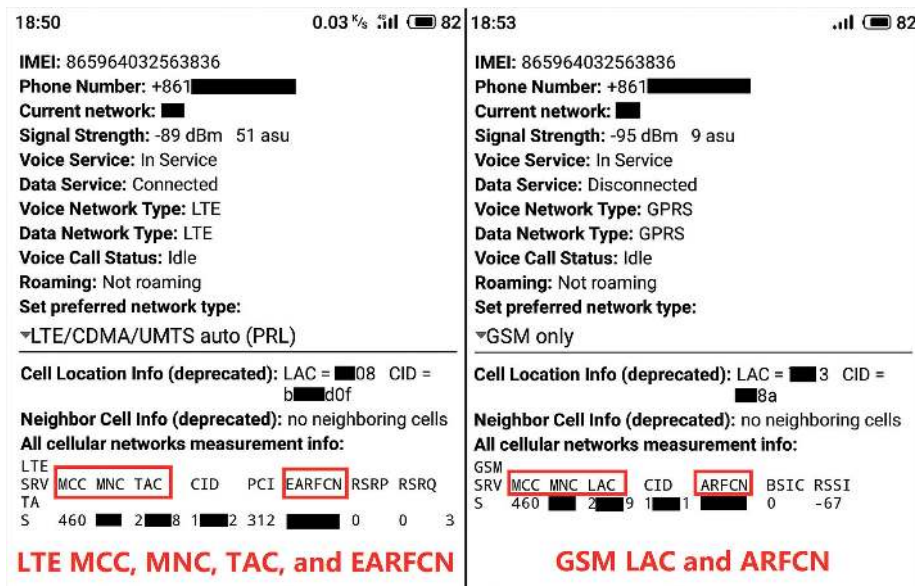 18:50 0.03 K/s 4G 82
IMEI: 865964032563836
Phone Number: +861
Current network:
Signal Strength: -89 dBm 51 asu
Voice Service: In Service
Data Service: Connected
Voice Network Type: LTE
Data Network Type: LTE
Voice Call Status: Idle
Roaming: Not roaming
Set preferred network type:
LTE/CDMA/UMTS auto (PRL)
Cell Location Info (deprecated): LAC = 08 CID =
b d0f
Neighbor Cell Info (deprecated): no neighboring cells
All cellular networks measurement info:
LTE
SRV MCC MNC TAC CID PCI EARFCN RSRP RSRQ
TA
S 460 2 8 1 2 312 0 0 3
LTE MCC, MNC, TAC, and EARFCN
18:53 82
IMEI: 865964032563836
Phone Number: +861
Current network:
Signal Strength: -95 dBm 9 asu
Voice Service: In Service
Data Service: Disconnected
Voice Network Type: GPRS
Data Network Type: GPRS
Voice Call Status: Idle
Roaming: Not roaming
Set preferred network type:
GSM only
Cell Location Info (deprecated): LAC = 3 CID =
8a
Neighbor Cell Info (deprecated): no neighboring cells
All cellular networks measurement info:
GSM
SRV MCC MNC LAC CID ARFCN BSIC RSSI
S 460 2 9 1 1 0 -67
GSM LAC and ARFCN